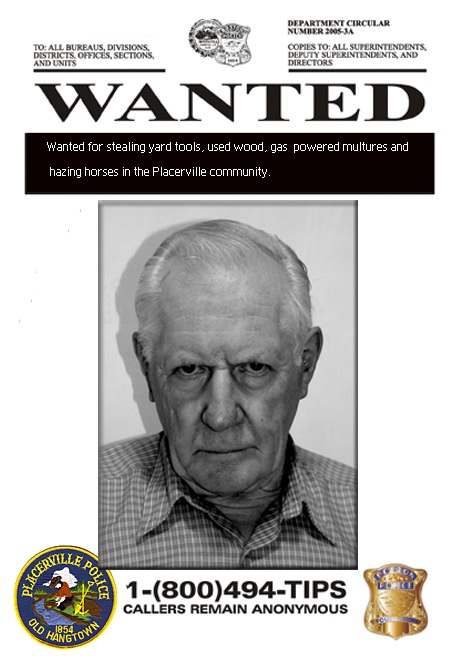 DEPARTMENT CIRCULAR
NUMBER 2005-3A
TO: ALL BUREAUS, DIVISIONS,
DISTRICTS, OFFICES, SECTIONS,
AND UNITS
COPIES TO: ALL SUPERINTENDENTS,
DEPUTY SUPERINTENDENTS, AND
DIRECTORS
WANTED
Wanted for stealing yard tools, used wood, gas powered multures and
hazing horses in the Placerville community.
PLACERVILLE POLICE
1854
OLD HANGTOWN
1-(800)494-TIPS
CALLERS REMAIN ANONYMOUS